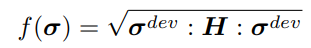 f(σ) = √(σ^{dev} : H : σ^{dev})